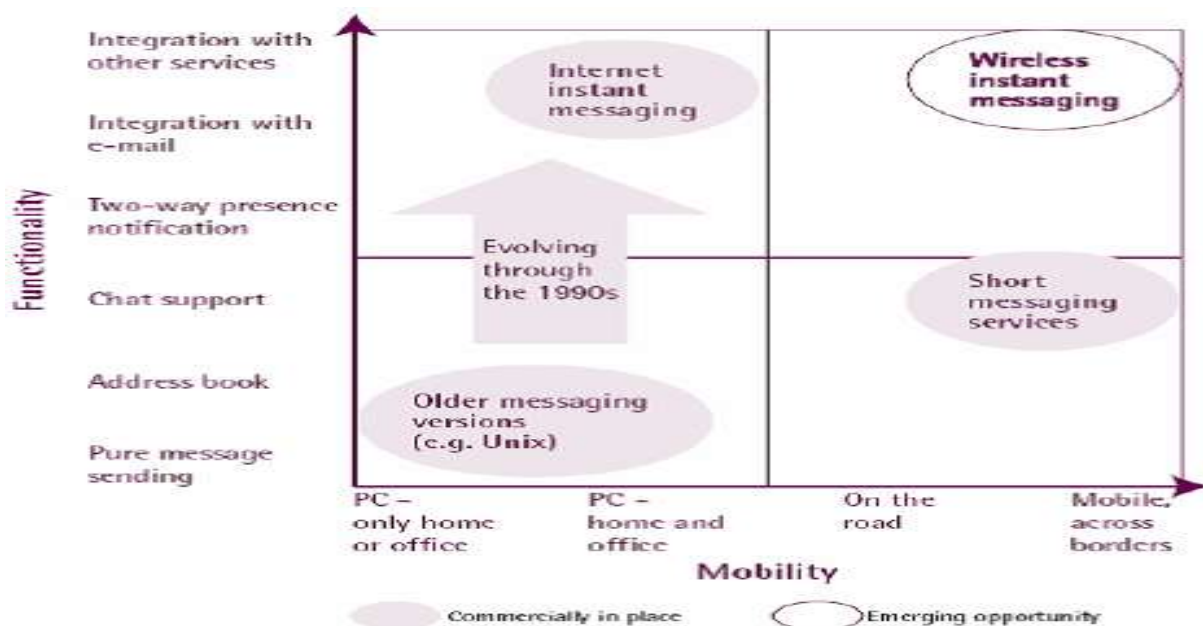 Functionality
Integration with
other services
Integration with
e-mail
Two-way presence
notification
Chat support
Address book
Pure message
sending
Internet
instant
messaging
Wireless
instant
messaging
Evolving
through
the 1990s
Short
messaging
services
Older messaging
versions
(e.g. Unix)
PC –
only home
or office
PC –
home and
office
On the
road
Mobile,
across
borders
Mobility
Commercially in place
Emerging opportunity